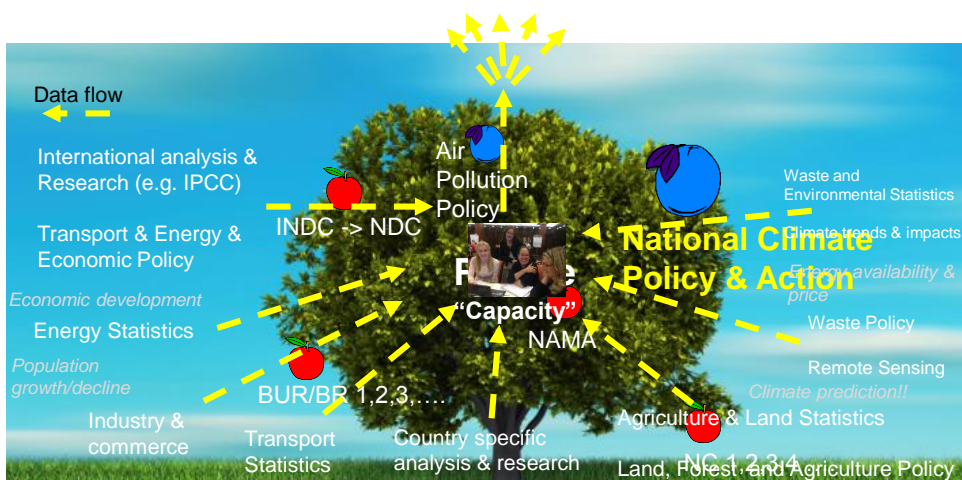 Data flow
International analysis &
Research (e.g. IPCC)
Transport & Energy &
Economic Policy
Economic development
Energy Statistics
Population
growth/decline
Industry &
commerce
Air
Pollution
Policy
INDC -> NDC
“Capacity”
NAMA
BUR/BR 1,2,3,….
Transport
Statistics
Country specific
analysis & research
National Climate
Policy & Action
Waste and
Environmental Statistics
Climate trends & impacts
Energy availability &
price
Waste Policy
Remote Sensing
Climate prediction!!
Agriculture & Land Statistics
NC 1,2,3,4
Land, Forest and Agriculture Policy